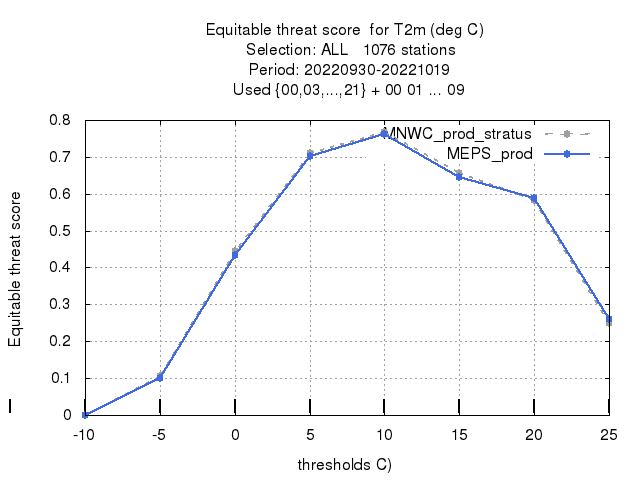 Equitable threat score for T2m (deg C)
Selection: ALL 1076 stations
Period: 20220930-20221019
Used {00,03,...,21} + 00 01 ... 09
MNWC_prod_stratus
MEPS_prod
Equitable threat score
0.8
0.7
0.6
0.5
0.4
0.3
0.2
0.1
0
-10 -5 0 5 10 15 20 25
thresholds C)